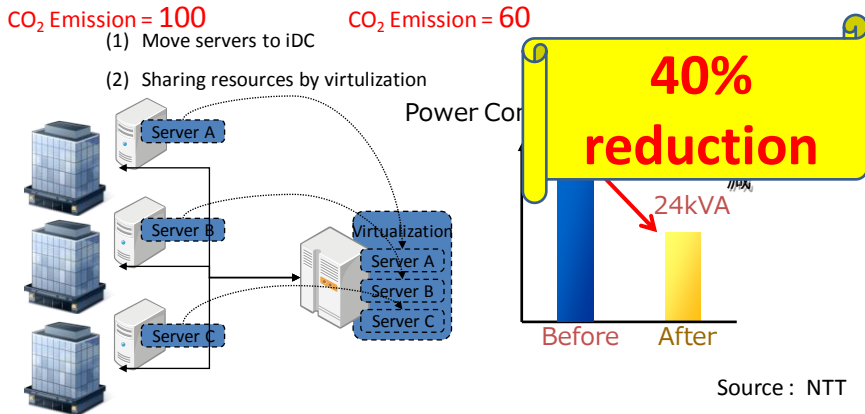 CO₂ Emission = 100
CO₂ Emission = 60
(1) Move servers to iDC
(2) Sharing resources by virtulization
40%
reduction
Power Con
Server A
Server B
Server C
Virtualization
Server A
Server B
Server C
減
24kVA
Before
After
Source : NTT